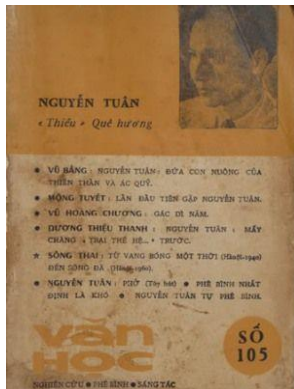 NGUYỄN TUÂN
« Thiếu » Quê hương
VŨ BẰNG : NGUYỄN TUÂN : ĐỨA CON NUÔNG CỦA
THIÊN THẦN VÀ ÁC QUỶ.
MỘNG TUYẾT : LẦN ĐẦU TIÊN GẶP NGUYỄN TUÂN.
VŨ HOÀNG CHƯƠNG : GÁC DÌ NĂM.
DƯƠNG THIỆU THANH : NGUYỄN TUÂN : MẤY
CHÀNG « TRAI THẾ HỆ... » TRƯỚC.
SÔNG THAI : TỪ VANG BÓNG MỘT THỜI (Hànội-1940)
ĐẾN SÔNG ĐÀ (Hànội-1960).
NGUYỄN TUÂN : PHỞ (Tùy bút) ● PHÊ BÌNH NHẤT
ĐỊNH LÀ KHÓ ● NGUYỄN TUÂN TỰ PHÊ BÌNH.
văn
HỌC
SỐ
105
NGHIÊN CỨU ● PHÊ BÌNH ● SÁNG TÁC